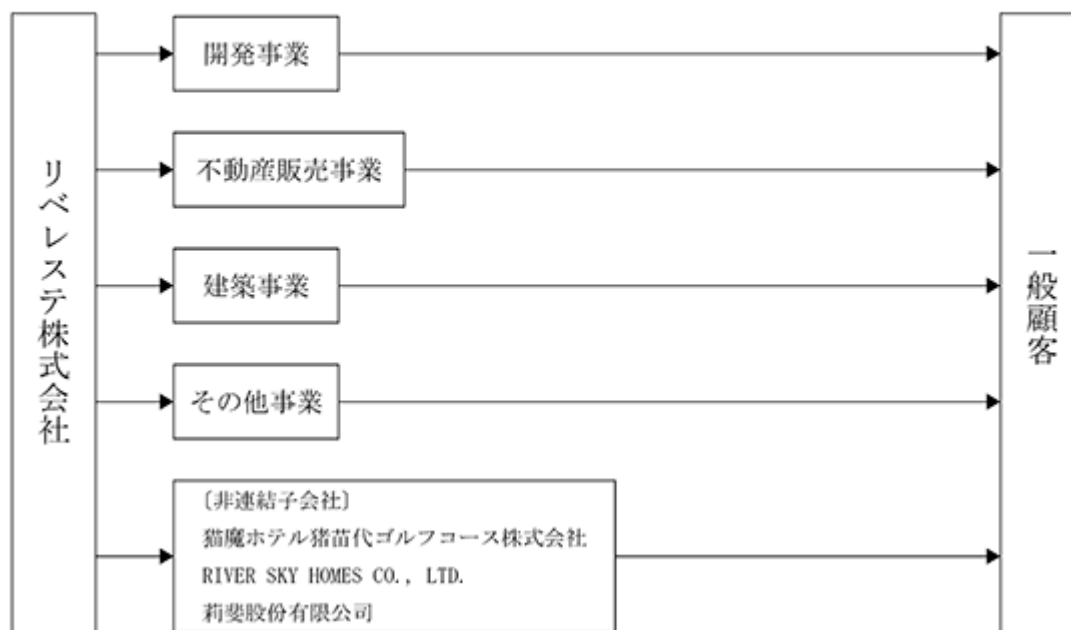 リベレステ株式会社
開発事業
不動産販売事業
建築事業
その他事業
〔非連結子会社〕
猫魔ホテル猪苗代ゴルフコース株式会社
RIVER SKY HOMES CO., LTD.
莉斐股份有限公司
一般顧客